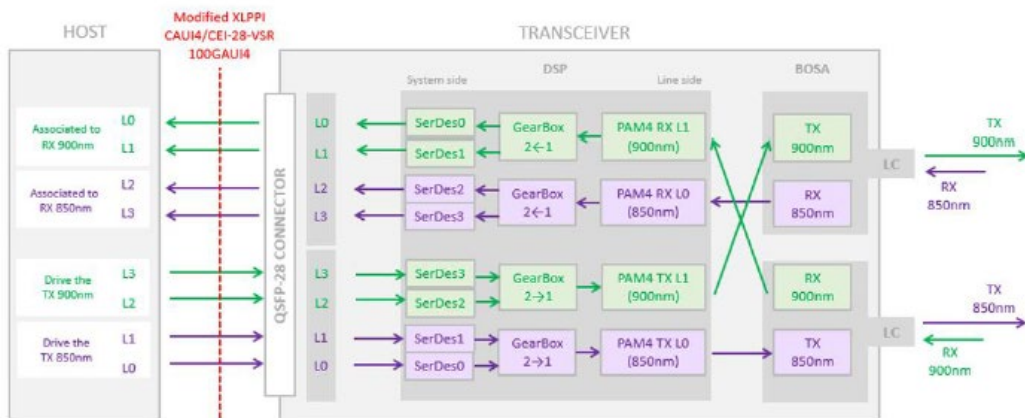 HOST
Modified XLPPI
CAUI4/CEI-28-VSR
100GAUI4
TRANSCEIVER
DSP
BOSA
System side
Line side
Associated to
RX 900nm
L0
L1
Associated to
RX 850nm
L2
L3
Drive the
TX 900nm
L3
L2
Drive the
TX 850nm
L1
L0
QSFP-28 CONNECTOR
L0
L1
L2
L3
L3
L2
L1
L0
SerDes0
SerDes1
SerDes2
SerDes3
SerDes3
SerDes2
SerDes1
SerDes0
GearBox
2←1
GearBox
2←1
GearBox
2→1
GearBox
2→1
PAM4 RX L1
(900nm)
PAM4 RX L0
(850nm)
PAM4 TX L1
(900nm)
PAM4 TX L0
(850nm)
TX
900nm
RX
850nm
RX
900nm
TX
850nm
LC
LC
TX
900nm
RX
850nm
TX
850nm
RX
900nm